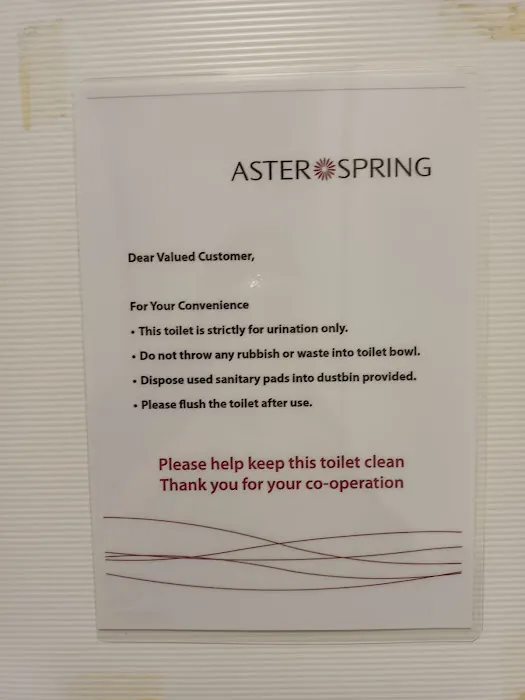 ASTER SPRING
Dear Valued Customer,
For Your Convenience
• This toilet is strictly for urination only.
• Do not throw any rubbish or waste into toilet bowl.
• Dispose used sanitary pads into dustbin provided.
• Please flush the toilet after use.
Please help keep this toilet clean
Thank you for your co-operation